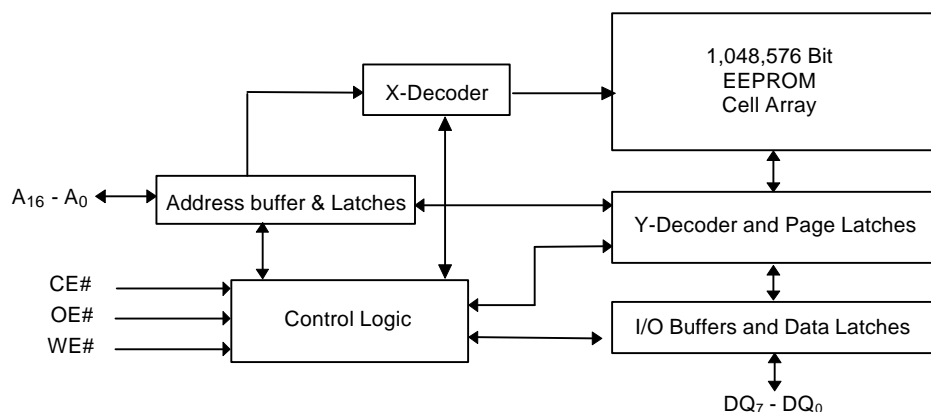 1,048,576 Bit
EEPROM
Cell Array
X-Decoder
A₁₆ - A₀
Address buffer & Latches
Y-Decoder and Page Latches
CE#
OE#
WE#
Control Logic
I/O Buffers and Data Latches
DQ₇ - DQ₀